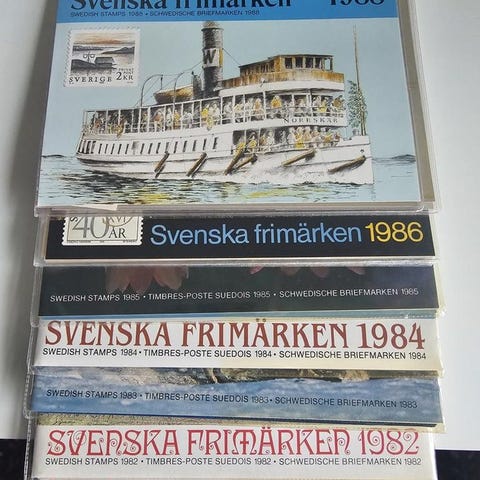 Svenska frimärken 1988
SWEDISH STAMPS 1988 • SCHWEDISCHE BRIEFMARKEN 1988
SVERIGE 2KR
W
NORRSKÄR
40
ÅR
Svenska frimärken 1986
SWEDISH STAMPS 1985 • TIMBRES-POSTE SUEDOIS 1985 • SCHWEDISCHE BRIEFMARKEN 1985
SVENSKA FRIMÄRKEN 1984
SWEDISH STAMPS 1984 • TIMBRES-POSTE SUEDOIS 1984 • SCHWEDISCHE BRIEFMARKEN 1984
SWEDISH STAMPS 1983 • TIMBRES-POSTE SUEDOIS 1983 • SCHWEDISCHE BRIEFMARKEN 1983
SVENSKA FRIMÄRKEN 1982
SWEDISH STAMPS 1982 • TIMBRES-POSTE SUEDOIS 1982 • SCHWEDISCHE BRIEFMARKEN 1982